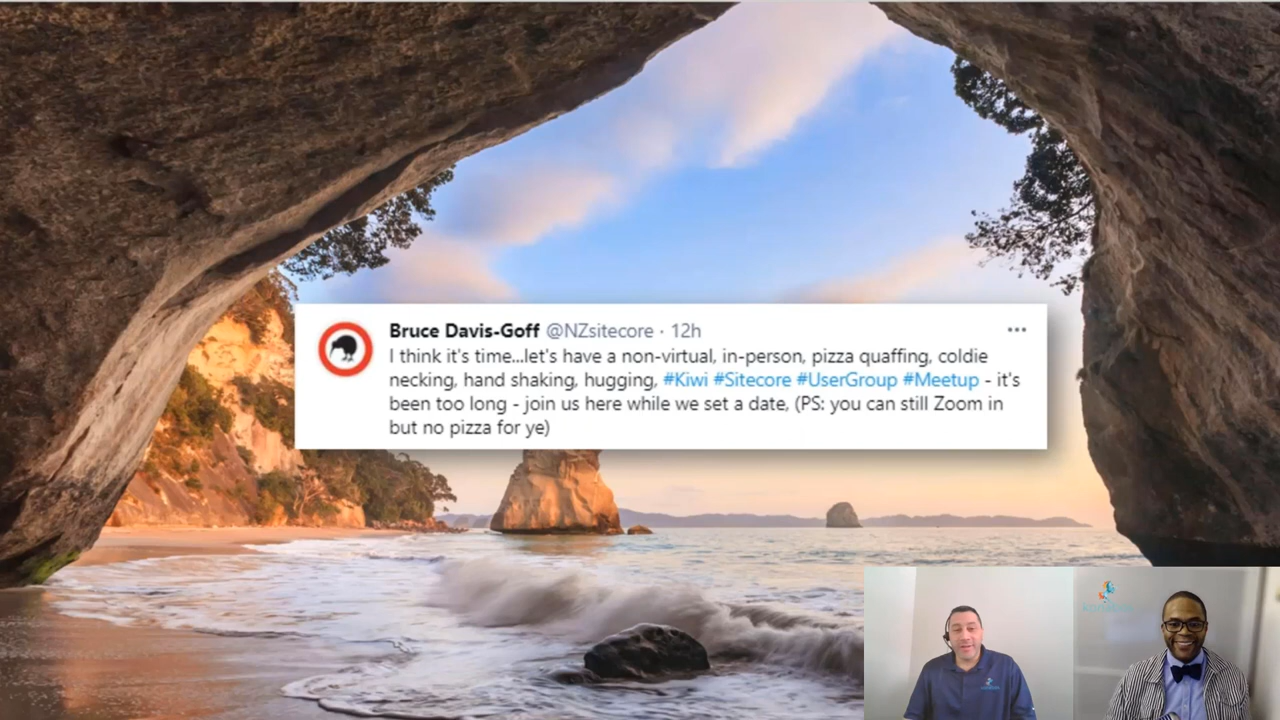 Bruce Davis-Goff @NZsitecore · 12h
I think it's time...let's have a non-virtual, in-person, pizza quaffing, coldie
necking, hand shaking, hugging, #Kiwi #Sitecore #UserGroup #Meetup - it's
been too long - join us here while we set a date, (PS: you can still Zoom in
but no pizza for ye)